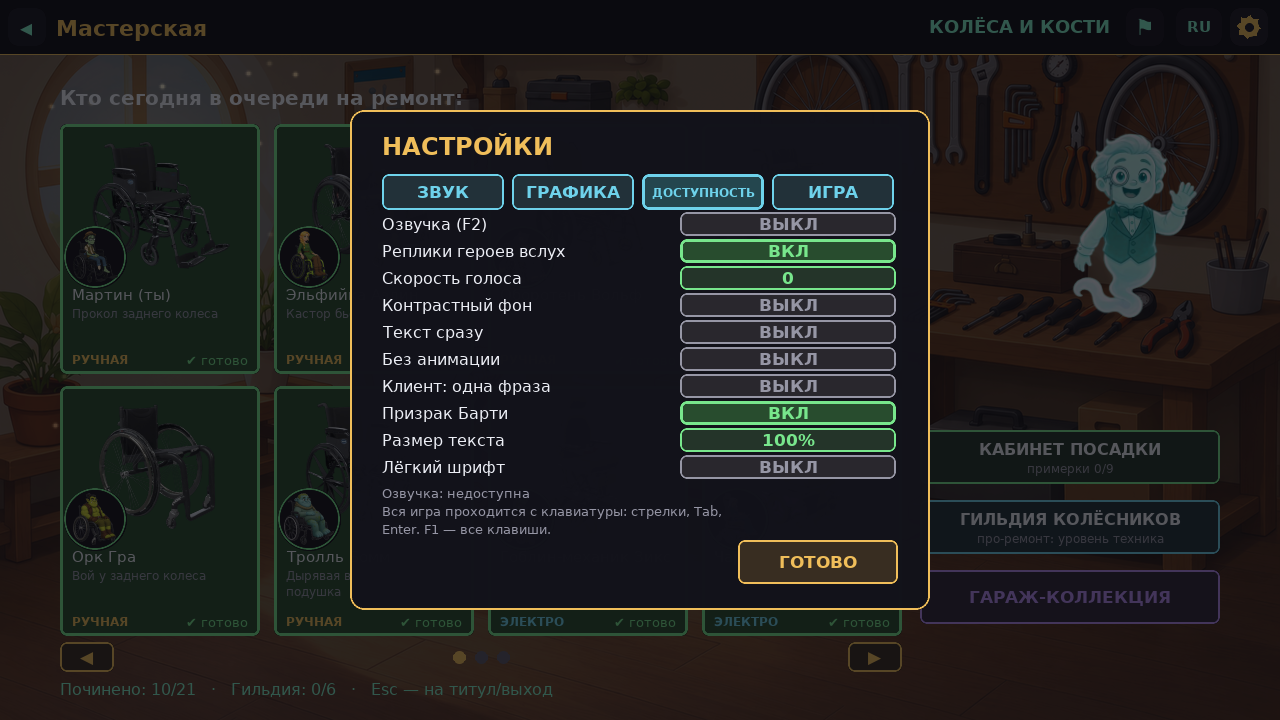 ◀ Мастерская
КОЛЁСА И КОСТИ
RU
Кто сегодня в очереди на ремонт:
НАСТРОЙКИ
ЗВУК
ГРАФИКА
ДОСТУПНОСТЬ
ИГРА
Озвучка (F2) ВЫКЛ
Реплики героев вслух ВКЛ
Скорость голоса 0
Контрастный фон ВЫКЛ
Текст сразу ВЫКЛ
Без анимации ВЫКЛ
Клиент: одна фраза ВЫКЛ
Призрак Барти ВКЛ
Размер текста 100%
Лёгкий шрифт ВЫКЛ
Озвучка: недоступна
Вся игра проходится с клавиатуры: стрелки, Tab,
Enter. F1 — все клавиши.
ГОТОВО
Мартин (ты)
Прокол заднего колеса
РУЧНАЯ ✔ готово
РУЧНАЯ
Орк Гра
Вой у заднего колеса
РУЧНАЯ ✔ готово
Тролль
Дырявая
подушка
РУЧНАЯ ✔ готово
ЭЛЕКТРО ✔ готово
ЭЛЕКТРО ✔ готово
КАБИНЕТ ПОСАДКИ
примерки 0/9
ГИЛЬДИЯ КОЛЁСНИКОВ
про-ремонт: уровень техника
ГАРАЖ-КОЛЛЕКЦИЯ
◀ ▶
Починено: 10/21 · Гильдия: 0/6 · Esc — на титул/выход